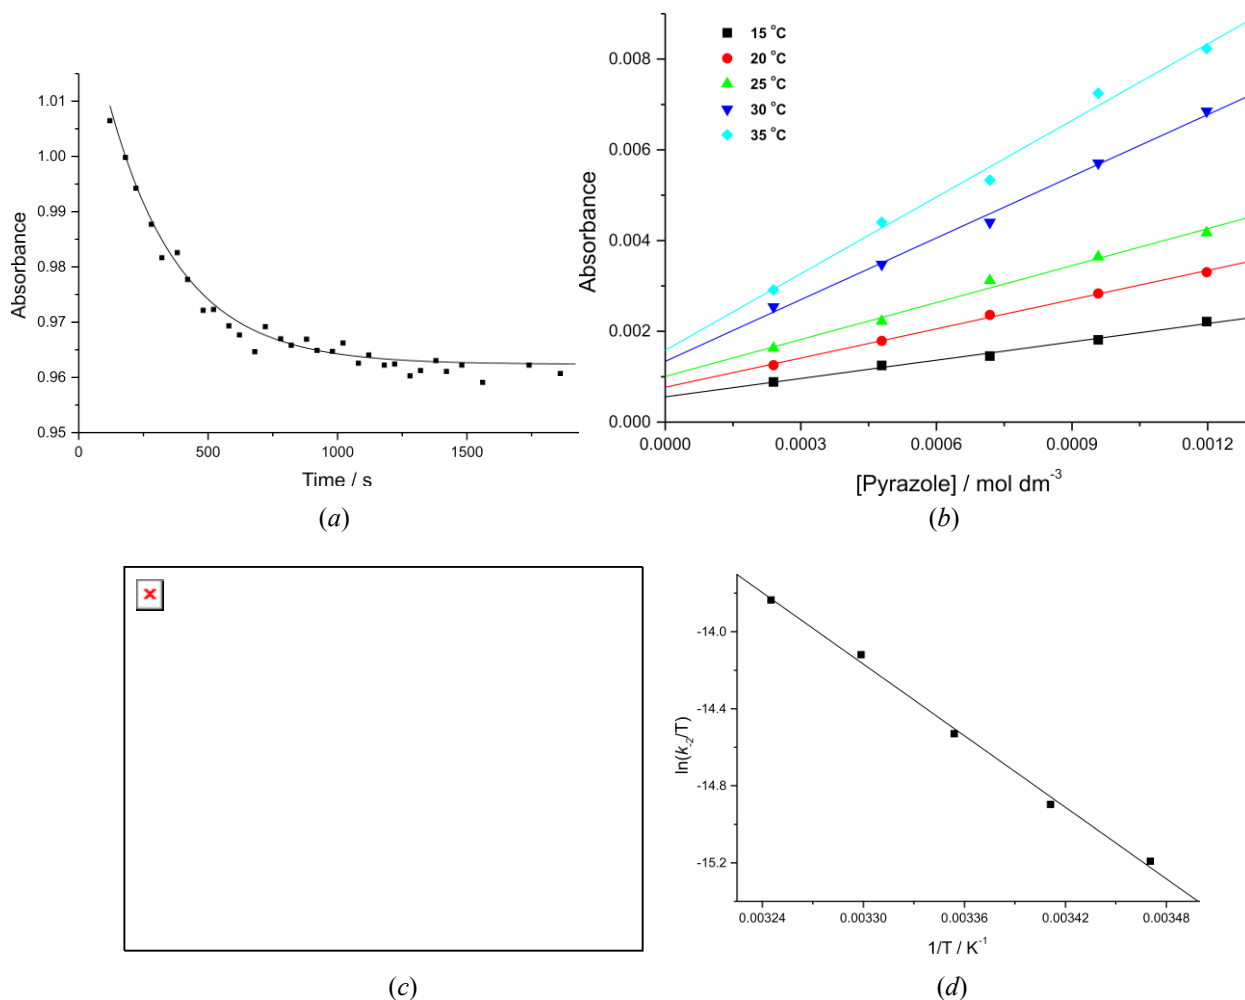 1.01
1.00
0.99
0.98
0.97
0.96
0.95
0
500
1000
1500
Absorbance
Time / s
(a)
15 °C
20 °C
25 °C
30 °C
35 °C
0.008
0.006
0.004
0.002
0.000
0.0000
0.0003
0.0006
0.0009
0.0012
Absorbance
[Pyrazole] / mol dm⁻³
(b)
(c)
-14.0
-14.4
-14.8
-15.2
0.00324
0.00330
0.00336
0.00342
0.00348
ln(k₋₂/T)
1/T / K⁻¹
(d)